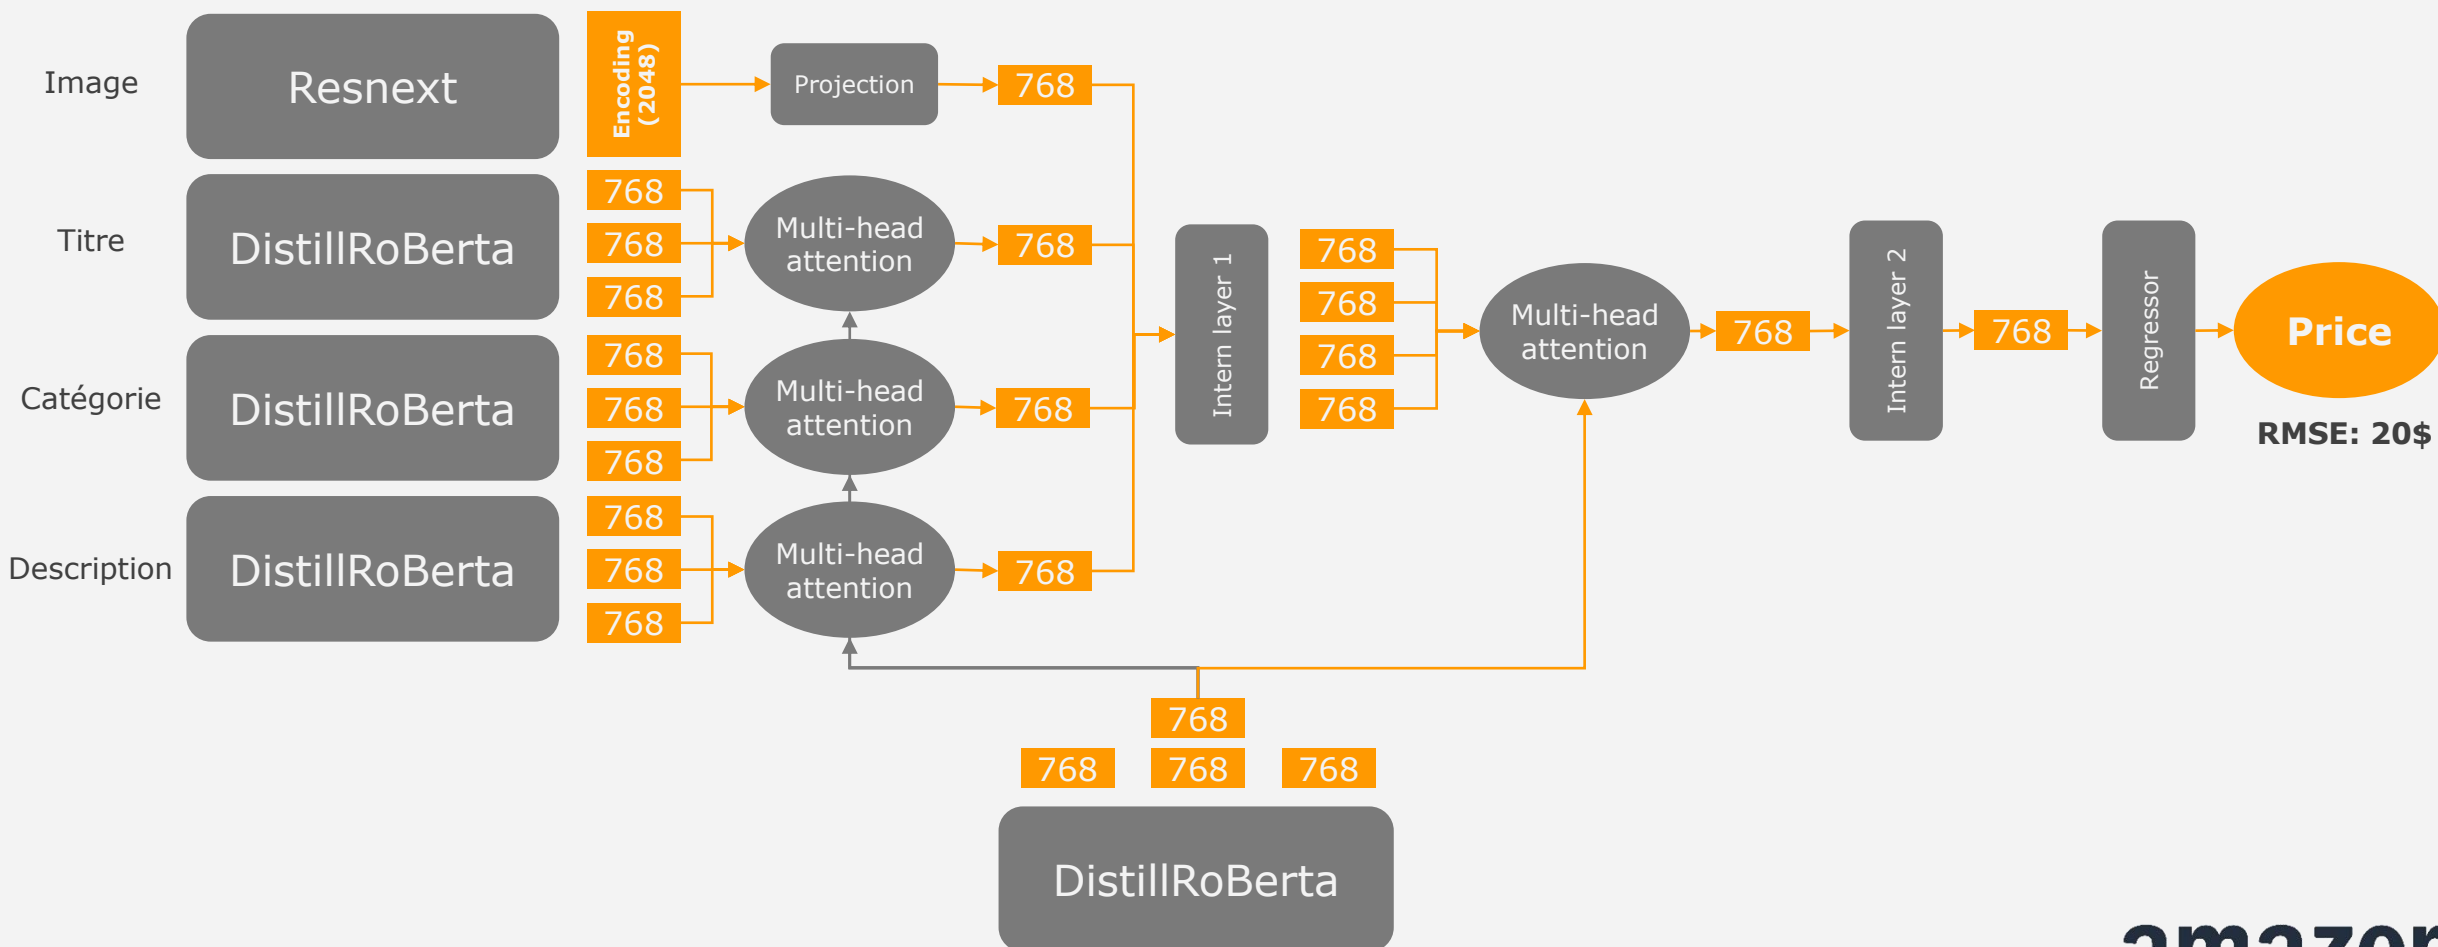 Image
Resnext
Encoding
(2048)
Projection
768
Titre
DistillRoBerta
768
768
768
Multi-head
attention
768
Catégorie
DistillRoBerta
768
768
768
Multi-head
attention
768
Description
DistillRoBerta
768
768
768
Multi-head
attention
768
Intern layer 1
768
768
768
768
Multi-head
attention
768
Intern layer 2
768
Regressor
Price
RMSE: 20$
768
768
768
768
DistillRoBerta
amazon